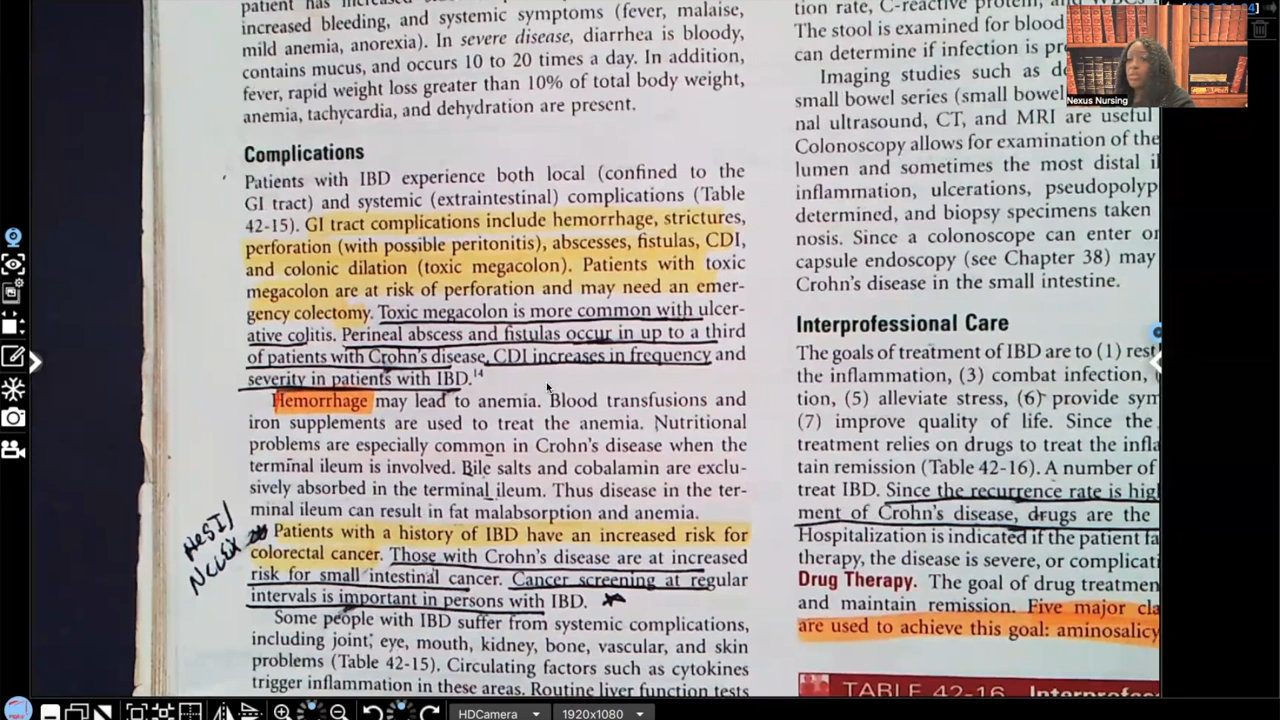 patient has increased
increased bleeding, and systemic symptoms (fever, malaise,
mild anemia, anorexia). In severe disease, diarrhea is bloody,
contains mucus, and occurs 10 to 20 times a day. In addition,
fever, rapid weight loss greater than 10% of total body weight,
anemia, tachycardia, and dehydration are present.
Complications
Patients with IBD experience both local (confined to the
GI tract) and systemic (extraintestinal) complications (Table
42-15). GI tract complications include hemorrhage, strictures,
perforation (with possible peritonitis), abscesses, fistulas, CDI,
and colonic dilation (toxic megacolon). Patients with toxic
megacolon are at risk of perforation and may need an emer-
gency colectomy. Toxic megacolon is more common with ulcer-
ative colitis. Perineal abscess and fistulas occur in up to a third
of patients with Crohn's disease. CDI increases in frequency and
severity in patients with IBD.14
Hemorrhage may lead to anemia. Blood transfusions and
iron supplements are used to treat the anemia. Nutritional
problems are especially common in Crohn's disease when the
terminal ileum is involved. Bile salts and cobalamin are exclu-
sively absorbed in the terminal ileum. Thus disease in the ter-
minal ileum can result in fat malabsorption and anemia.
HeSI/
NcleX
Patients with a history of IBD have an increased risk for
colorectal cancer. Those with Crohn's disease are at increased
risk for small intestinal cancer. Cancer screening at regular
intervals is important in persons with IBD.
Some people with IBD suffer from systemic complications,
including joint, eye, mouth, kidney, bone, vascular, and skin
problems (Table 42-15). Circulating factors such as cytokines
trigger inflammation in these areas. Routine liver function tests
tion rate, C-reactive protein, and WBCs
The stool is examined for blood
can determine if infection is
Imaging studies such as
small bowel series (small bowel
nal ultrasound, CT, and MRI are useful
Colonoscopy allows for examination of the
lumen and sometimes the most distal
inflammation, ulcerations, pseudopolyp
determined, and biopsy specimens taken
nosis. Since a colonoscope can enter
capsule endoscopy (see Chapter 38) may
Crohn's disease in the small intestine.
Interprofessional Care
The goals of treatment of IBD are to (1) rest
the inflammation, (3) combat infection,
tion, (5) alleviate stress, (6) provide sym
(7) improve quality of life. Since the
treatment relies on drugs to treat the infla
tain remission (Table 42-16). A number of
treat IBD. Since the recurrence rate is hig
ment of Crohn's disease, drugs are the
Hospitalization is indicated if the patient fa
therapy, the disease is severe, or complicati
Drug Therapy. The goal of drug treatmen
and maintain remission. Five major cla
are used to achieve this goal: aminosalicy
TABLE 42-16 Interprofes
Nexus Nursing
HDCamera
1920x1080